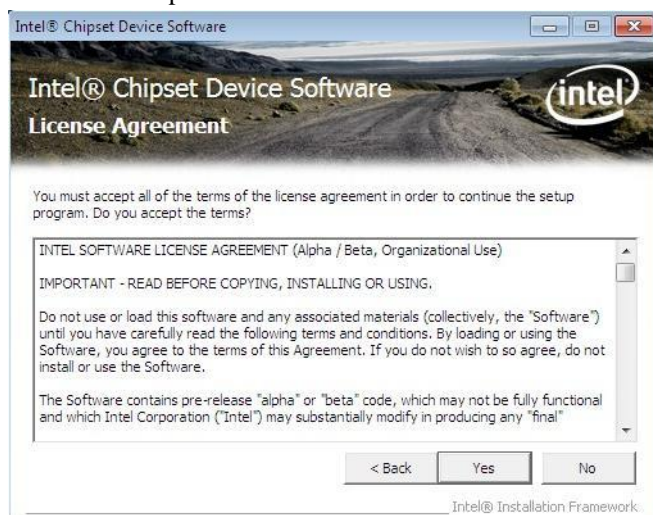 Intel® Chipset Device Software
Intel® Chipset Device Software
License Agreement
intel
You must accept all of the terms of the license agreement in order to continue the setup
program. Do you accept the terms?
INTEL SOFTWARE LICENSE AGREEMENT (Alpha / Beta, Organizational Use)
IMPORTANT - READ BEFORE COPYING, INSTALLING OR USING.
Do not use or load this software and any associated materials (collectively, the "Software")
until you have carefully read the following terms and conditions. By loading or using the
Software, you agree to the terms of this Agreement. If you do not wish to so agree, do not
install or use the Software.
The Software contains pre-release "alpha" or "beta" code, which may not be fully functional
and which Intel Corporation ("Intel") may substantially modify in producing any "final"
< Back Yes No
Intel® Installation Framework